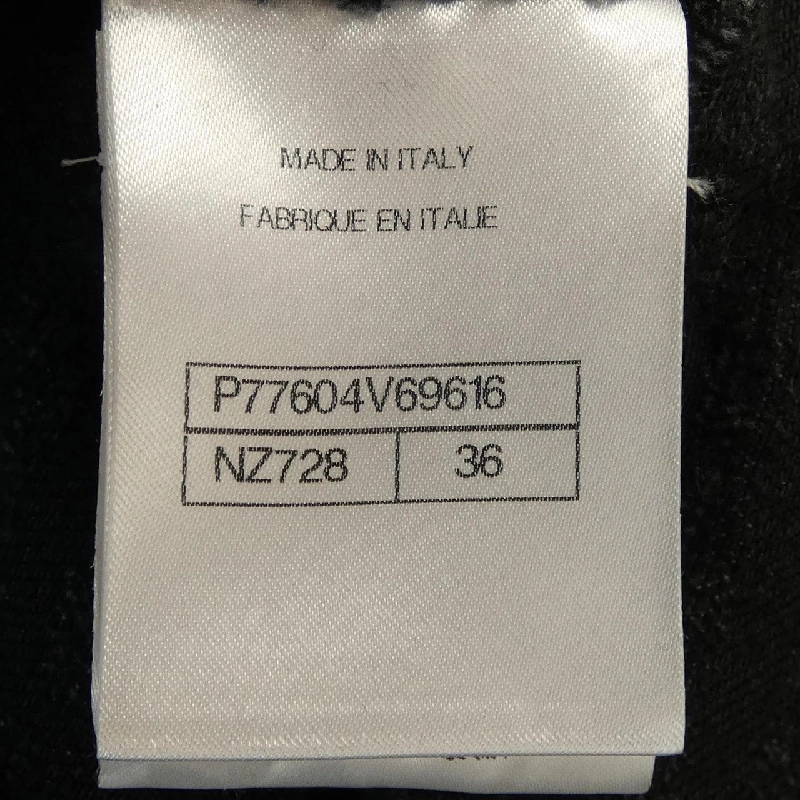 MADE IN ITALY
FABRIQUE EN ITALIE
P77604V69616
NZ728 36